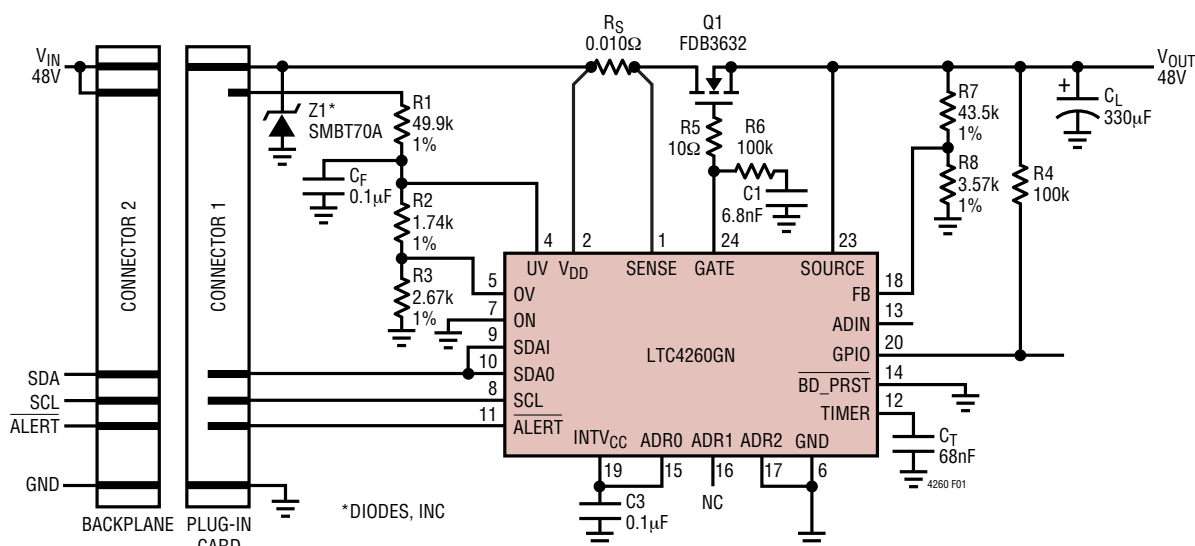 VIN
48V
CONNECTOR 2
CONNECTOR 1
Z1*
SMBT70A
R1
49.9k
1%
CF
0.1µF
R2
1.74k
1%
R3
2.67k
1%
RS
0.010Ω
Q1
FDB3632
R5
10Ω
R6
100k
C1
6.8nF
R7
43.5k
1%
R8
3.57k
1%
R4
100k
+
CL
330µF
VOUT
48V
4
2
1
24
23
UV
VDD
SENSE
GATE
SOURCE
5
OV
7
ON
9
SDAI
10
SDA0
8
SCL
11
ALERT
LTC4260GN
18
FB
13
ADIN
20
GPIO
14
BD_PRST
12
TIMER
INTVCC
ADR0
ADR1
ADR2
GND
19
15
16
17
6
NC
C3
0.1µF
CT
68nF
4260 F01
SDA
SCL
ALERT
GND
BACKPLANE
PLUG-IN
CARD
*DIODES, INC